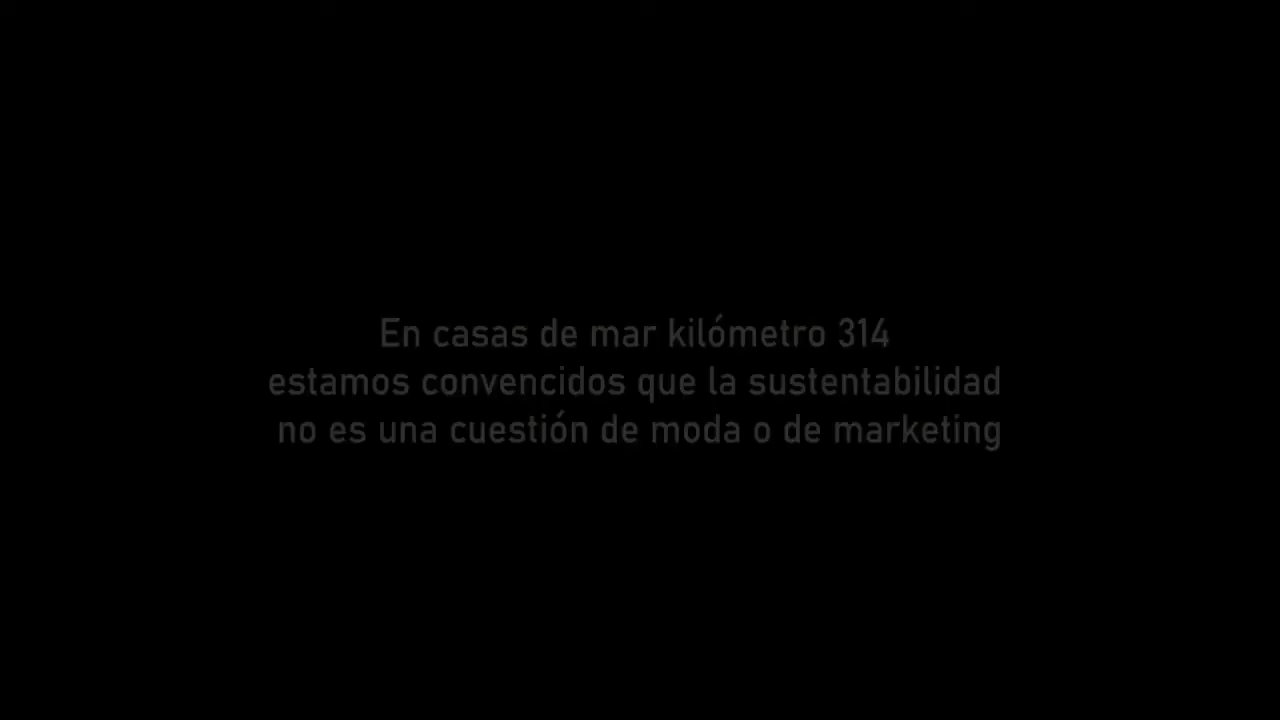 En casas de mar kilómetro 314
estamos convencidos que la sustentabilidad
no es una cuestión de moda o de marketing